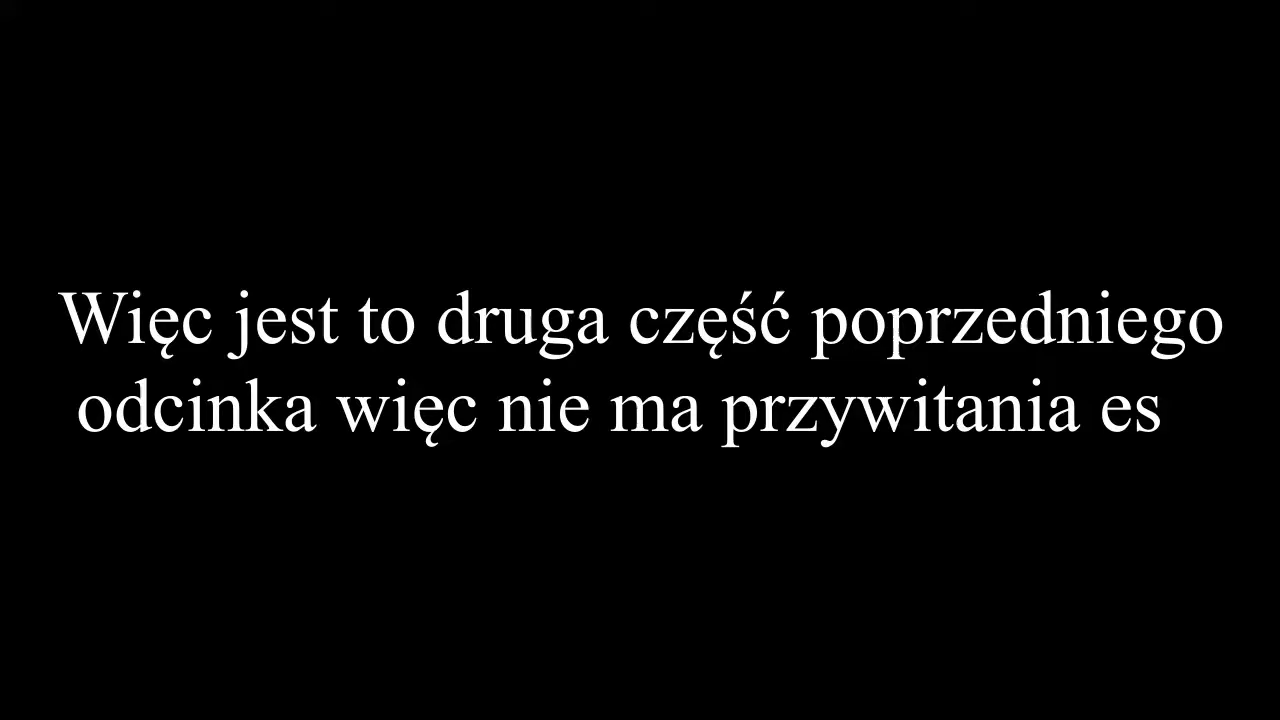 Więc jest to druga część poprzedniego
odcinka więc nie ma przywitania es